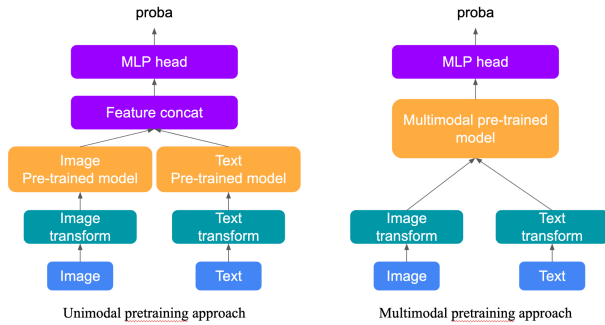 proba
MLP head
Feature concat
Image
Pre-trained model
Text
Pre-trained model
Image
transform
Text
transform
Image
Text
Unimodal pretraining approach
proba
MLP head
Multimodal pre-trained
model
Image
transform
Text
transform
Image
Text
Multimodal pretraining approach